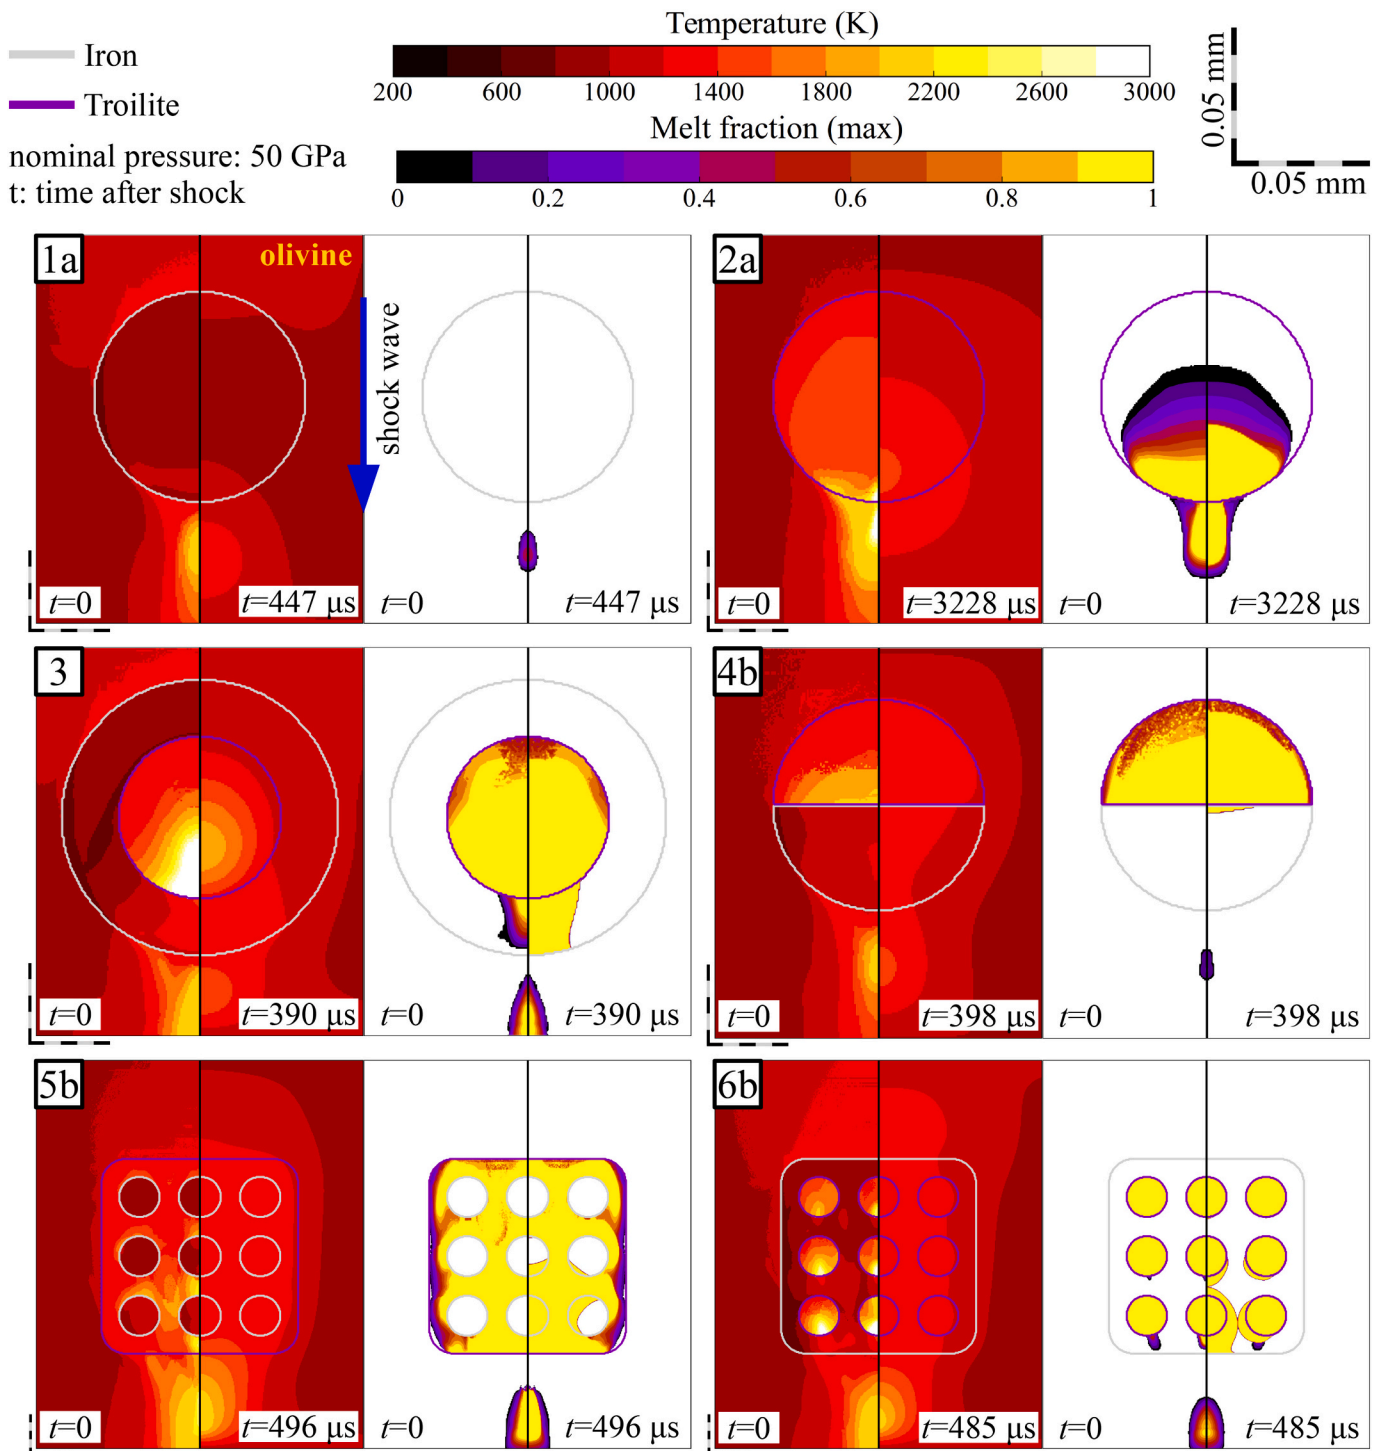 Temperature (K)
Iron
200 600 1000 1400 1800 2200 2600 3000
Troilite
Melt fraction (max)
nominal pressure: 50 GPa
t: time after shock
0 0.2 0.4 0.6 0.8 1
0.05 mm
0.05 mm
1a
olivine
shock wave
t=0
t=447 μs
t=0
t=447 μs
2a
t=0
t=3228 μs
t=0
t=3228 μs
3
t=0
t=390 μs
t=0
t=390 μs
4b
t=0
t=398 μs
t=0
t=398 μs
5b
t=0
t=496 μs
t=0
t=496 μs
6b
t=0
t=485 μs
t=0
t=485 μs